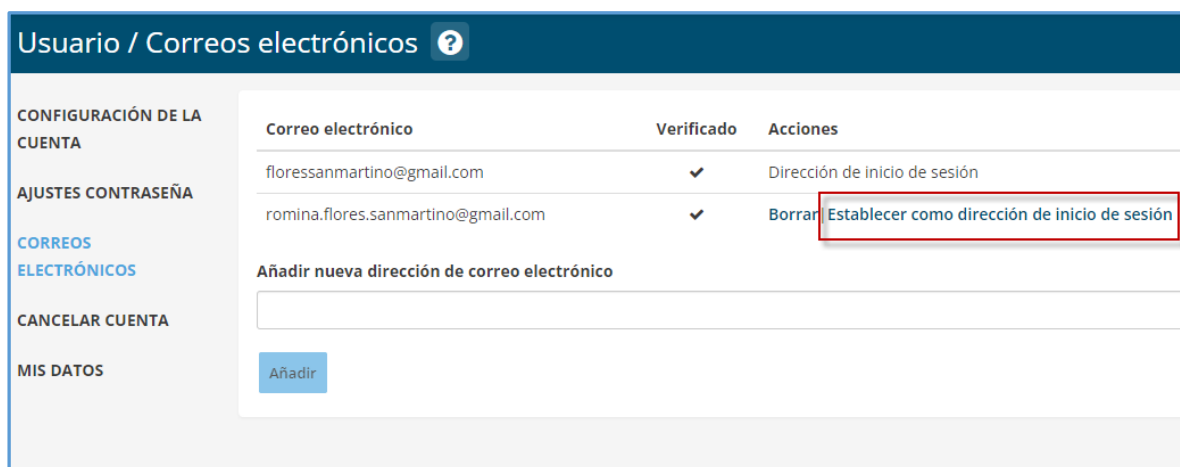 Usuario / Correos electrónicos ?
CONFIGURACIÓN DE LA
CUENTA
AJUSTES CONTRASEÑA
CORREOS
ELECTRÓNICOS
CANCELAR CUENTA
MIS DATOS
Correo electrónico Verificado Acciones
floressanmartino@gmail.com Dirección de inicio de sesión
romina.flores.sanmartino@gmail.com Borrar| Establecer como dirección de inicio de sesión
Añadir nueva dirección de correo electrónico
Añadir